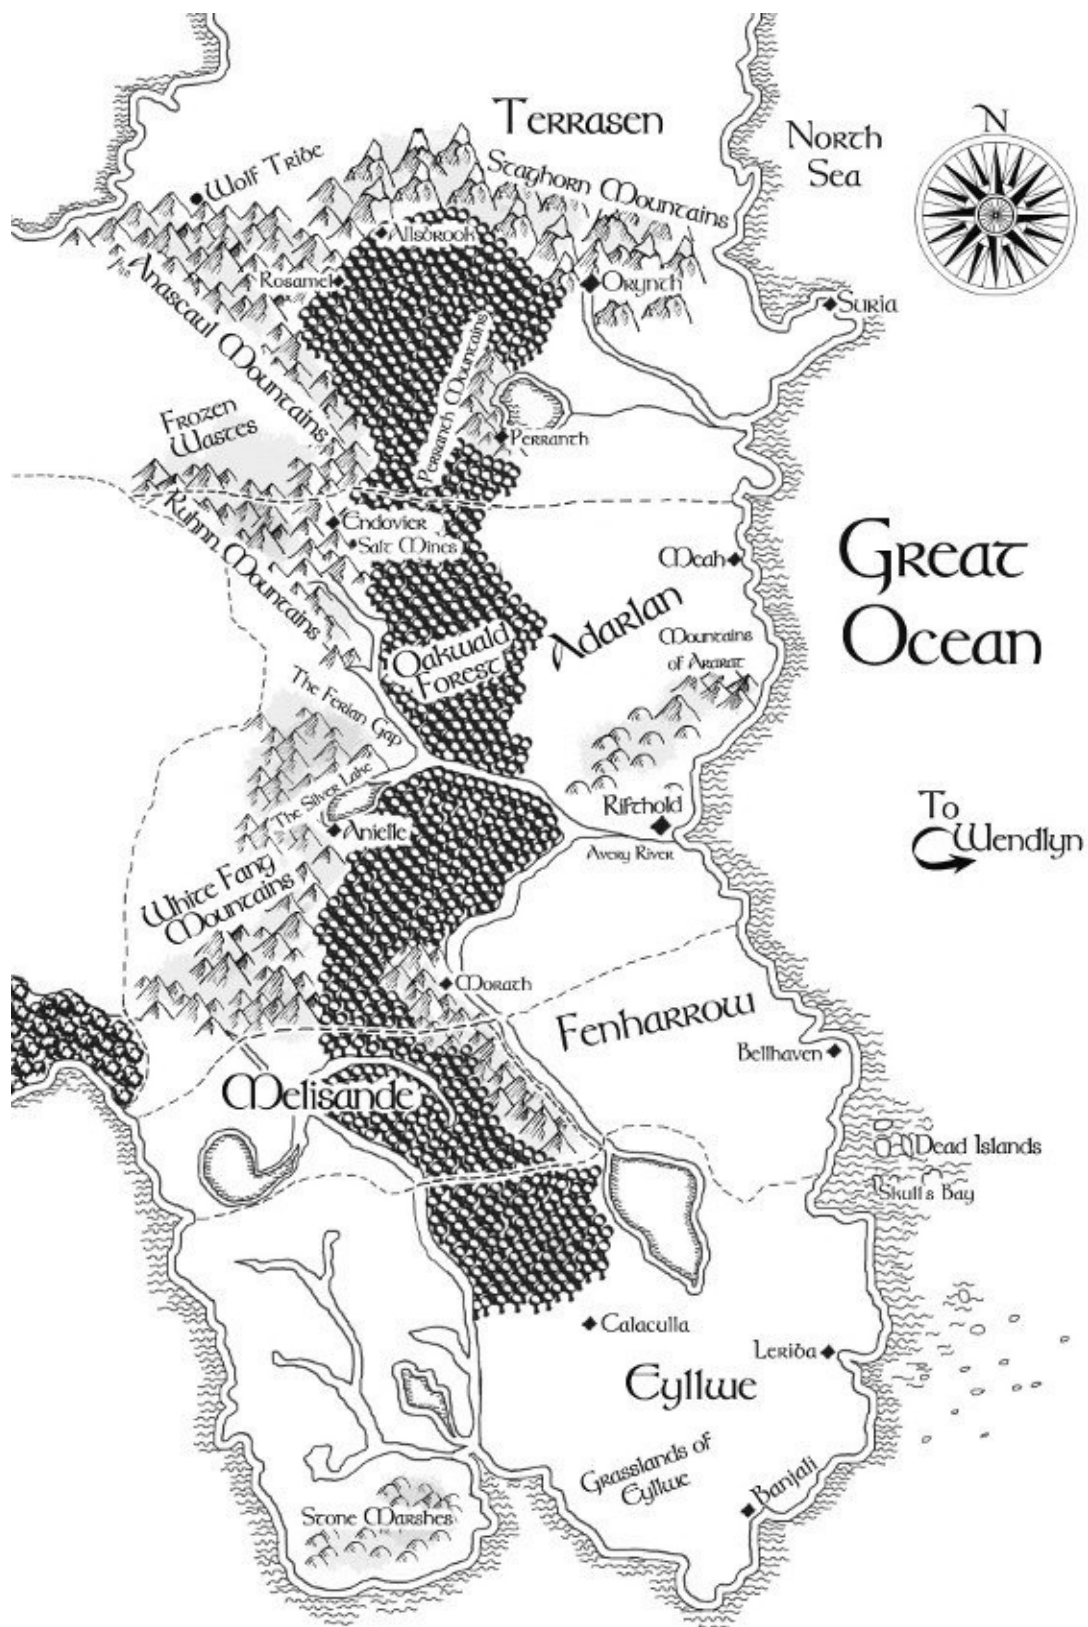 Terrasen
N
North
Sea
Wolf Tribe
Staghorn Mountains
Allsbrook
Rosamel
Orynth
Suria
Anascaul Mountains
Perranth Mountains
Frozen
Wastes
Perranth
Endovier
Salt Mines
Ruhnn Mountains
Meah
Great
Ocean
Adarlan
Oakwald
Forest
Mountains
of Ararat
The Ferian Gap
The Silver Lake
Rifthold
To
Wendlyn
Anielle
Avery River
White Fang
Mountains
Morath
Fenharrow
Bellhaven
Melisande
Dead Islands
Skull's Bay
Calaculla
Leriba
Eyllwe
Grasslands of
Eyllwe
Banjali
Stone Marshes